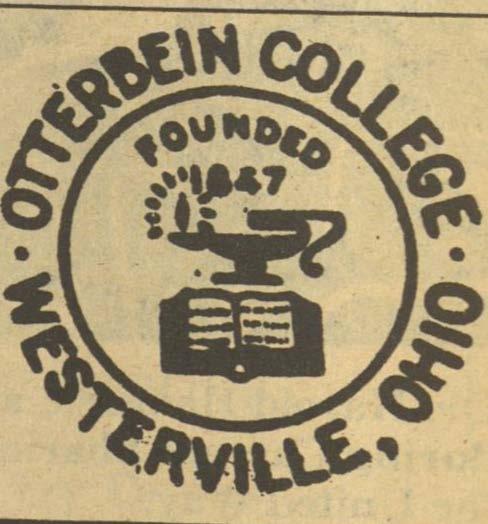 · OTTERBEIN COLLEGE ·
WESTERVILLE, OHIO
FOUNDED
1847